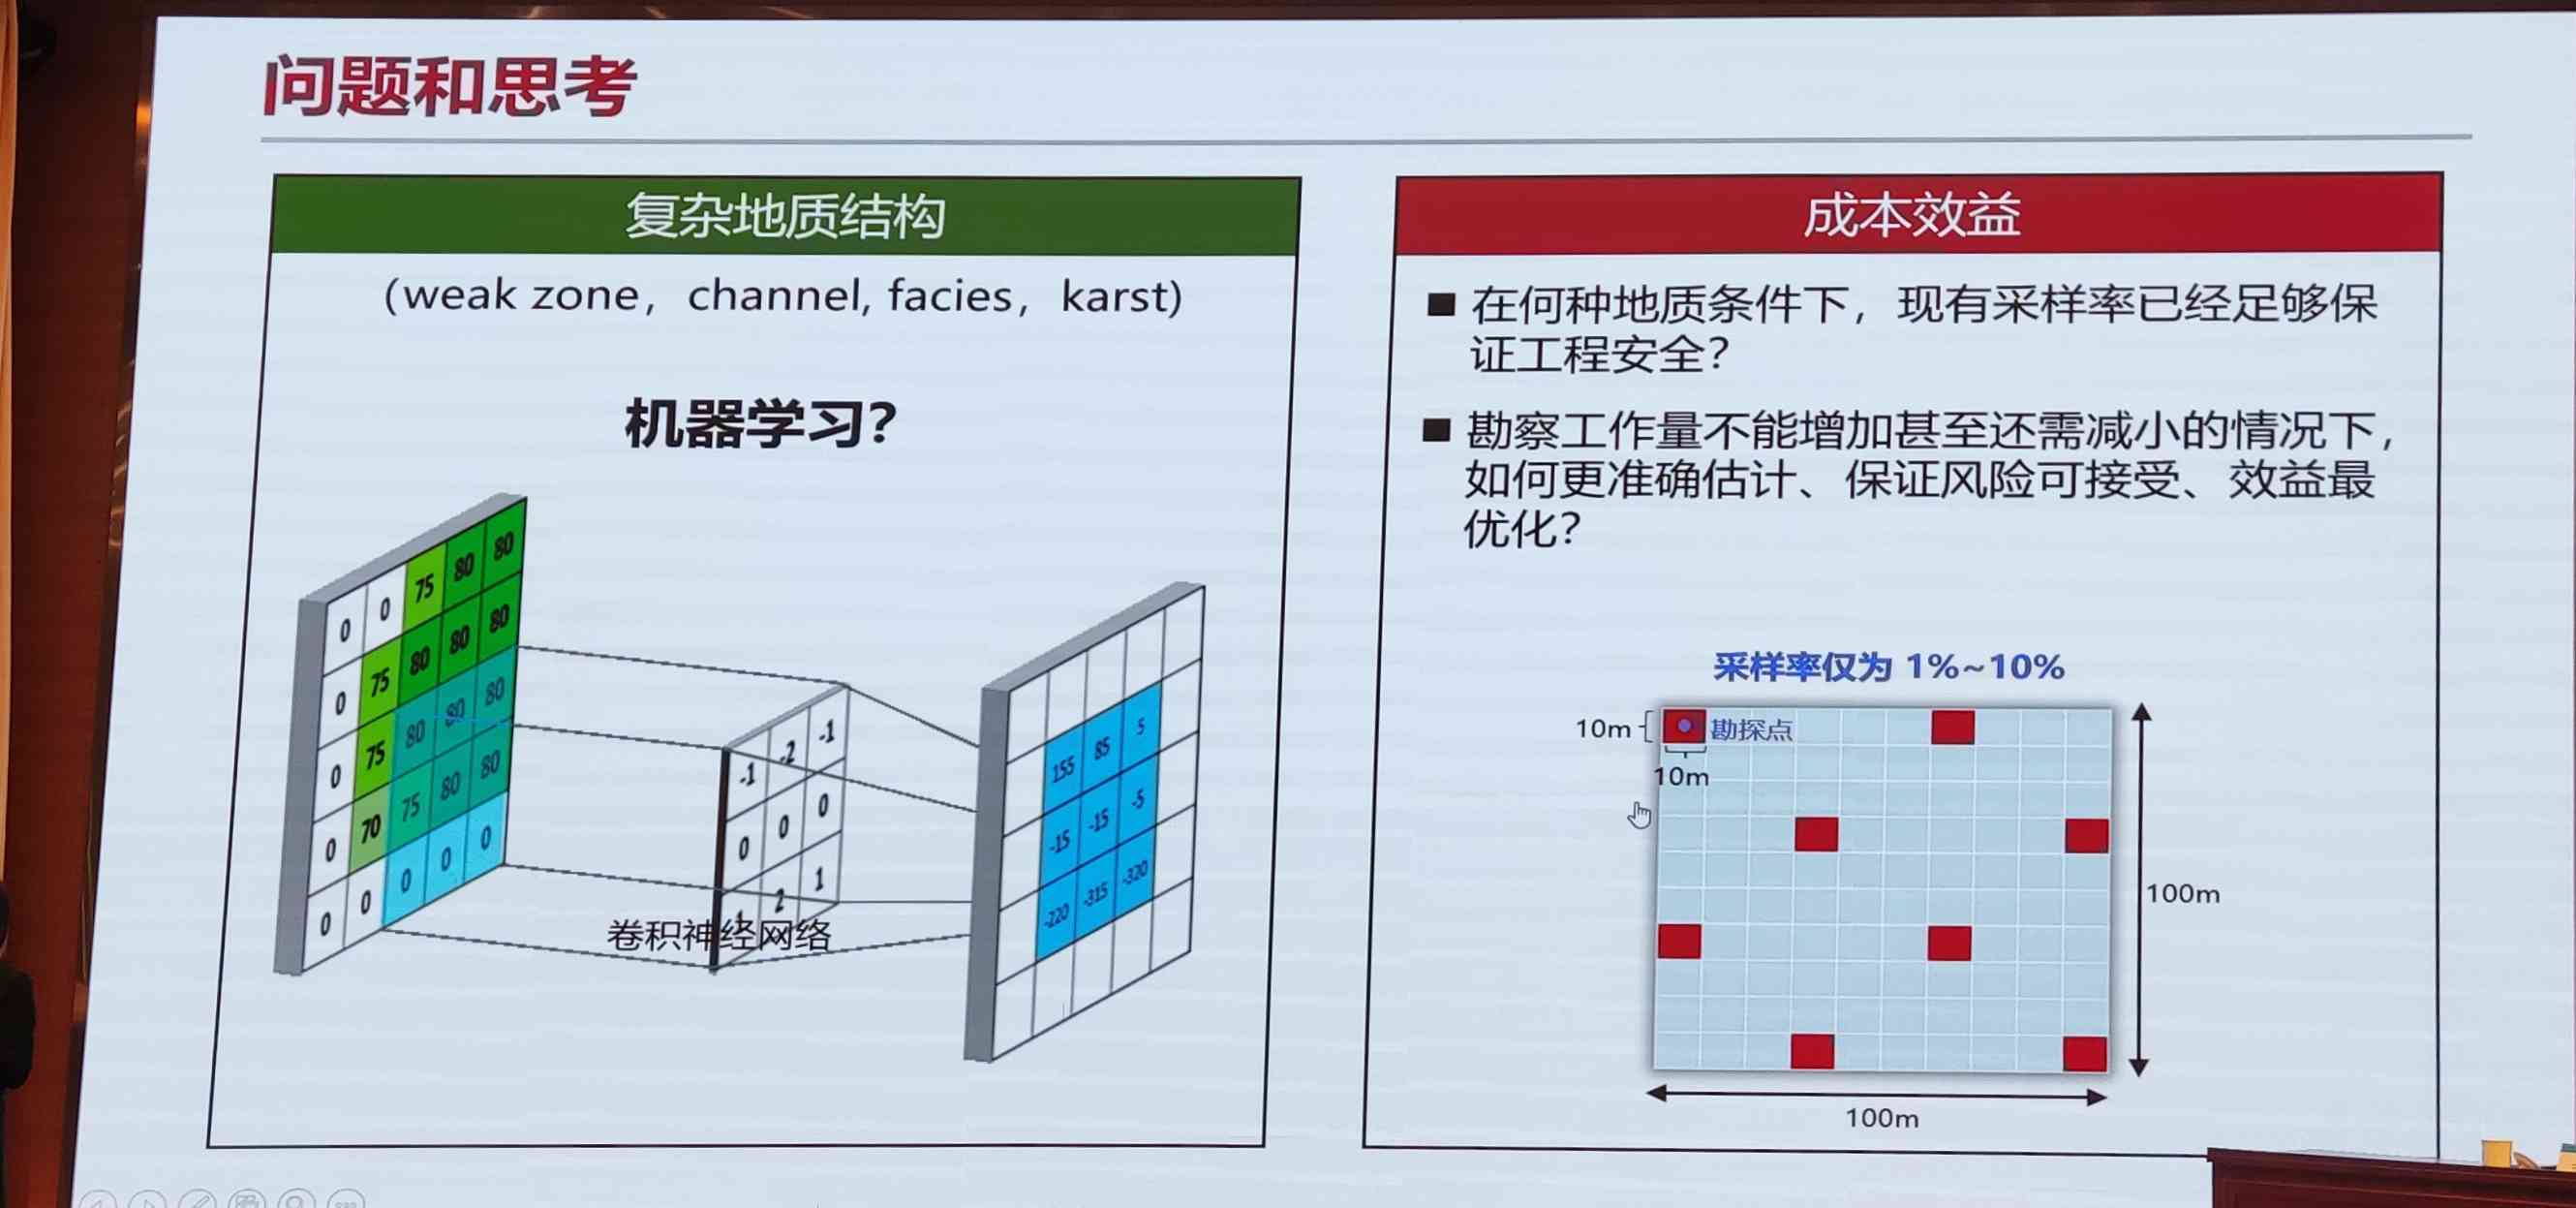 问题和思考
复杂地质结构
(weak zone，channel, facies，karst)
机器学习？
0 0 75 80 80
0 75 80 80 80
0 75 80 80 80
0 70 75 80 80
0 0 0 0 0
-1 -2 -1
0 0 0
1 2 1
155 85 5
-15 -15 -5
-220 -315 -320
卷积神经网络
成本效益
■ 在何种地质条件下，现有采样率已经足够保
证工程安全？
■ 勘察工作量不能增加甚至还需减小的情况下，
如何更准确估计、保证风险可接受、效益最
优化？
采样率仅为 1%~10%
10m
勘探点
10m
100m
100m